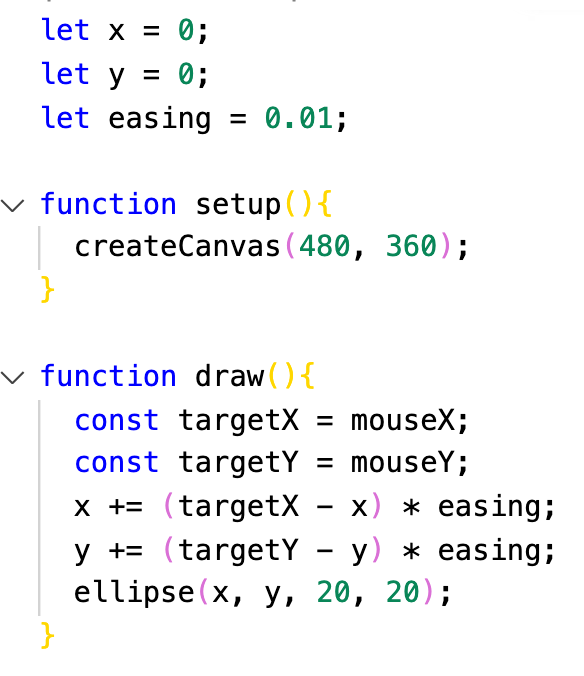 let x = 0;
let y = 0;
let easing = 0.01;
function setup(){
createCanvas(480, 360);
}
function draw(){
const targetX = mouseX;
const targetY = mouseY;
x += (targetX - x) * easing;
y += (targetY - y) * easing;
ellipse(x, y, 20, 20);
}